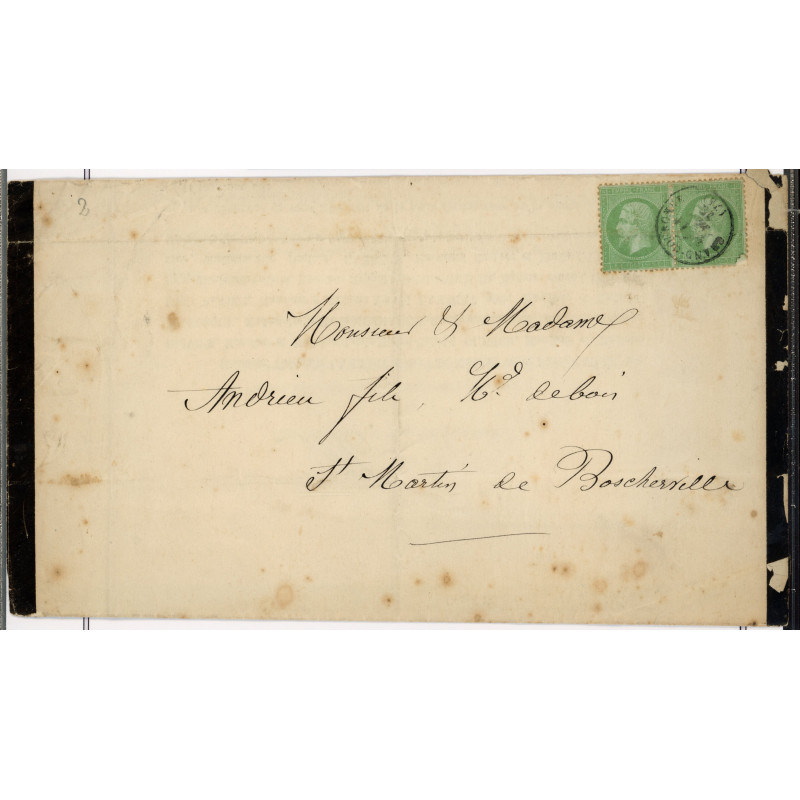 Monsieur & Madame
Andrieu fils, Md. de bois
St Martin de Boscherville